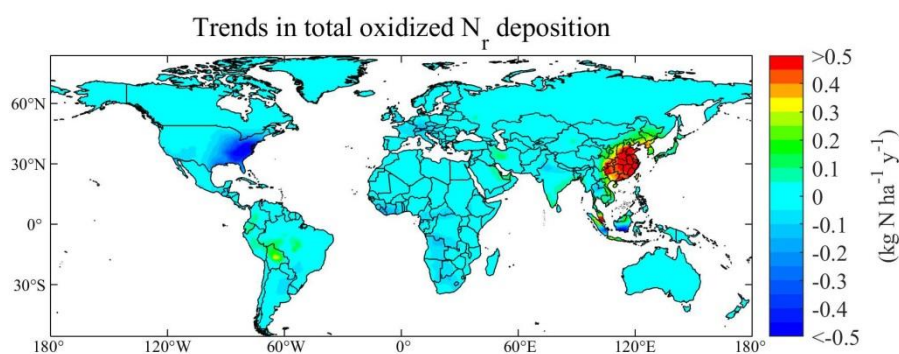 Trends in total oxidized Nr deposition
60°N
30°N
0°
30°S
180°
120°W
60°W
0°
60°E
120°E
180°
>0.5
0.4
0.3
0.2
0.1
0
-0.1
-0.2
-0.3
-0.4
<-0.5
(kg N ha-1 y-1)